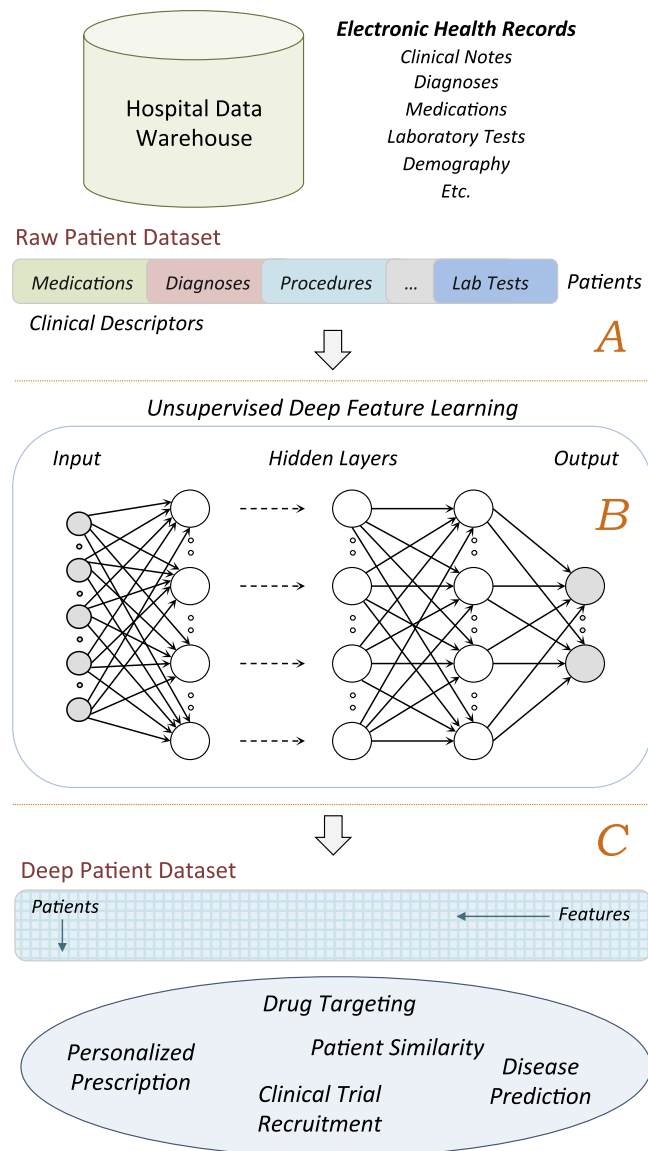 Hospital Data
Warehouse
Electronic Health Records
Clinical Notes
Diagnoses
Medications
Laboratory Tests
Demography
Etc.
Raw Patient Dataset
Medications
Diagnoses
Procedures
...
Lab Tests
Patients
Clinical Descriptors
A
Unsupervised Deep Feature Learning
Input
Hidden Layers
Output
B
C
Deep Patient Dataset
Patients
Features
Drug Targeting
Personalized
Prescription
Patient Similarity
Disease
Prediction
Clinical Trial
Recruitment